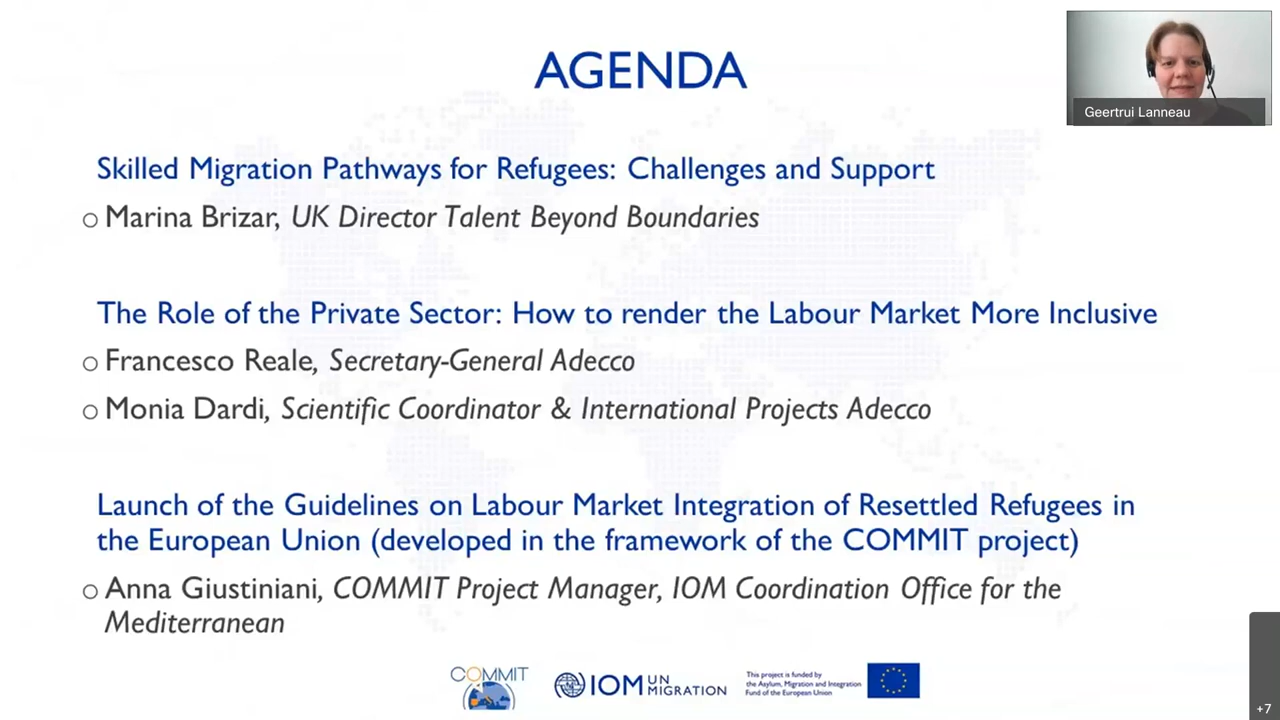 AGENDA
Geertrui Lanneau
Skilled Migration Pathways for Refugees: Challenges and Support
○ Marina Brizar, UK Director Talent Beyond Boundaries
The Role of the Private Sector: How to render the Labour Market More Inclusive
○ Francesco Reale, Secretary-General Adecco
○ Monia Dardi, Scientific Coordinator & International Projects Adecco
Launch of the Guidelines on Labour Market Integration of Resettled Refugees in
the European Union (developed in the framework of the COMMIT project)
○ Anna Giustiniani, COMMIT Project Manager, IOM Coordination Office for the
Mediterranean
COMMIT
IOM UN
MIGRATION
This project is funded by
the Asylum, Migration and Integration
Fund of the European Union
+7